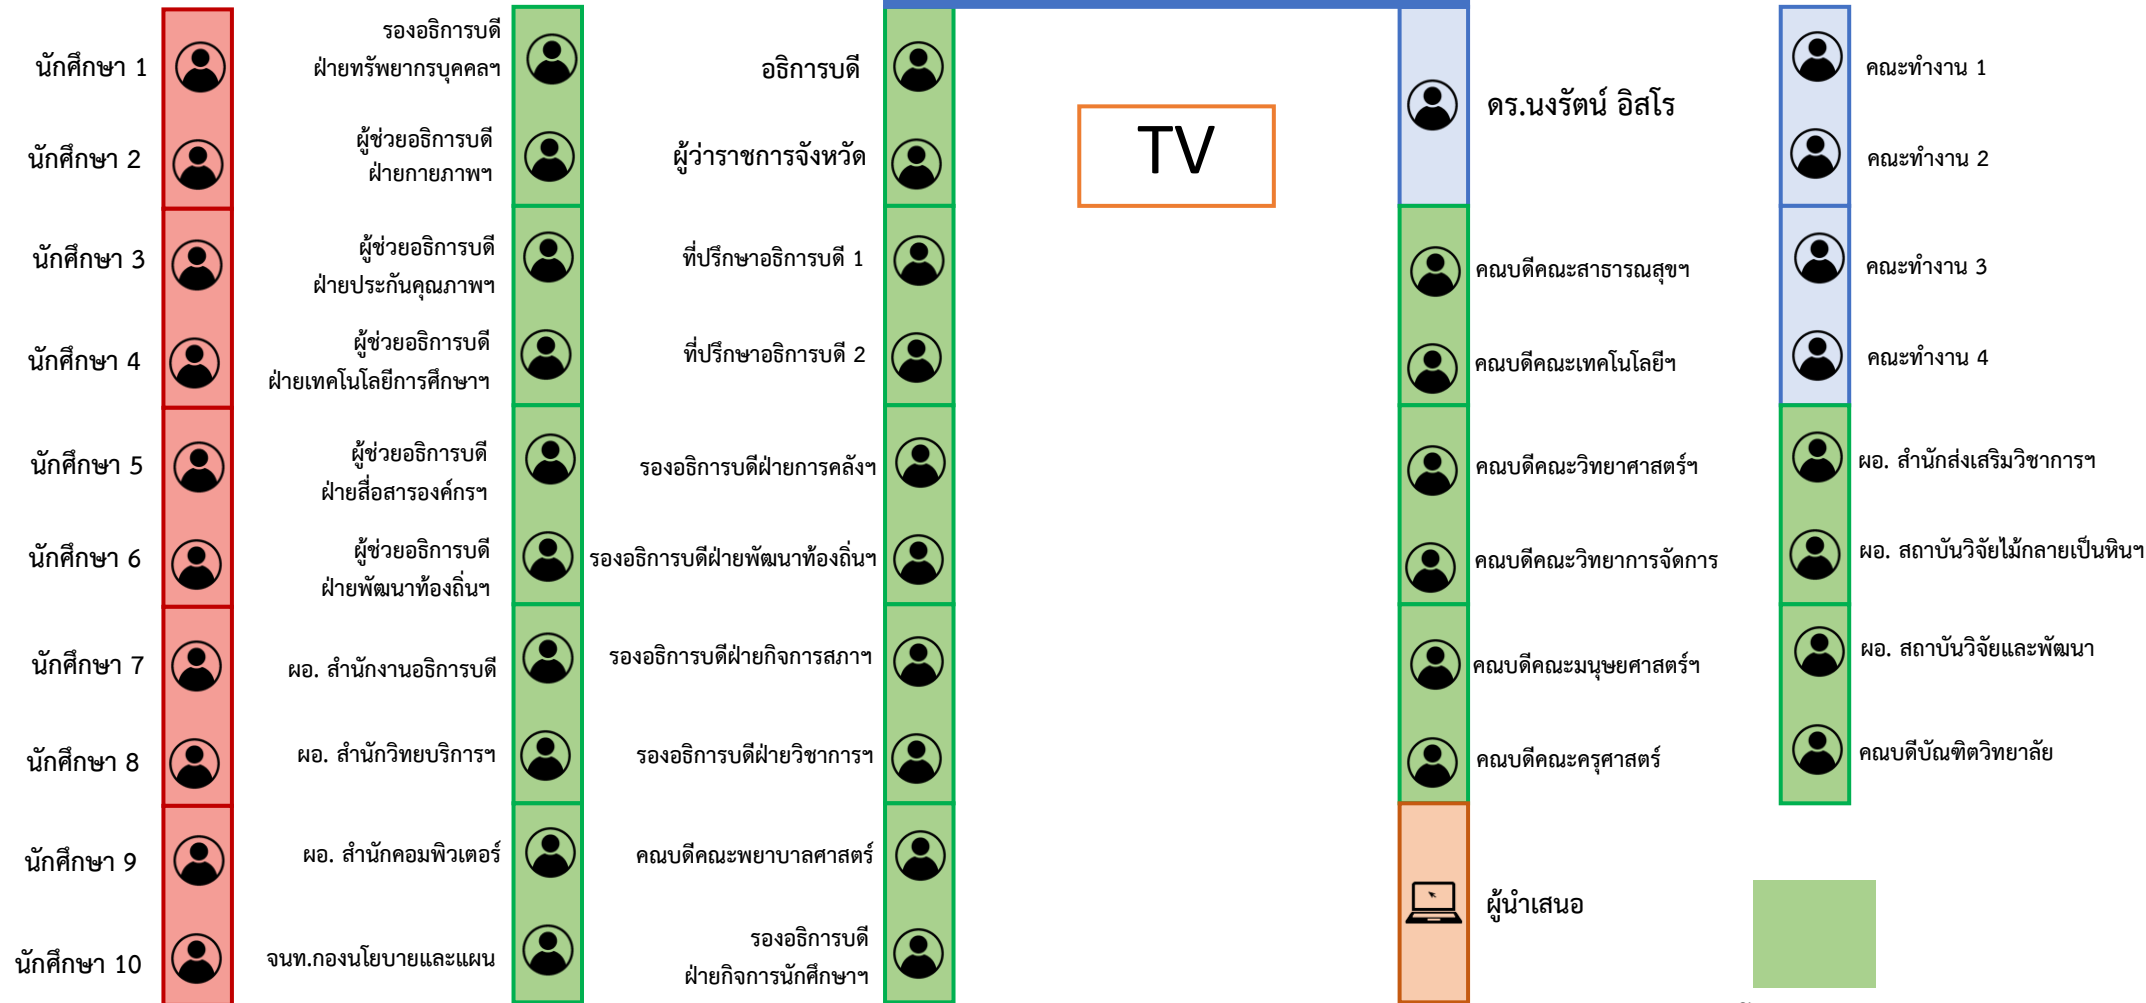 นักศึกษา 1
นักศึกษา 2
นักศึกษา 3
นักศึกษา 4
นักศึกษา 5
นักศึกษา 6
นักศึกษา 7
นักศึกษา 8
นักศึกษา 9
นักศึกษา 10
รองอธิการบดี
ฝ่ายทรัพยากรบุคคลฯ
ผู้ช่วยอธิการบดี
ฝ่ายกายภาพฯ
ผู้ช่วยอธิการบดี
ฝ่ายประกันคุณภาพฯ
ผู้ช่วยอธิการบดี
ฝ่ายเทคโนโลยีการศึกษาฯ
ผู้ช่วยอธิการบดี
ฝ่ายสื่อสารองค์กรฯ
ผู้ช่วยอธิการบดี
ฝ่ายพัฒนาท้องถิ่นฯ
ผอ. สำนักงานอธิการบดี
ผอ. สำนักวิทยบริการฯ
ผอ. สำนักคอมพิวเตอร์
จนท.กองนโยบายและแผน
อธิการบดี
ผู้ว่าราชการจังหวัด
ที่ปรึกษาอธิการบดี 1
ที่ปรึกษาอธิการบดี 2
รองอธิการบดีฝ่ายการคลังฯ
รองอธิการบดีฝ่ายพัฒนาท้องถิ่นฯ
รองอธิการบดีฝ่ายกิจการสภาฯ
รองอธิการบดีฝ่ายวิชาการฯ
คณบดีคณะพยาบาลศาสตร์
รองอธิการบดี
ฝ่ายกิจการนักศึกษาฯ
TV
ดร.นงรัตน์ อิสโร
คณบดีคณะสาธารณสุขฯ
คณบดีคณะเทคโนโลยีฯ
คณบดีคณะวิทยาศาสตร์ฯ
คณบดีคณะวิทยาการจัดการ
คณบดีคณะมนุษยศาสตร์ฯ
คณบดีคณะครุศาสตร์
ผู้นำเสนอ
คณะทำงาน 1
คณะทำงาน 2
คณะทำงาน 3
คณะทำงาน 4
ผอ. สำนักส่งเสริมวิชาการฯ
ผอ. สถาบันวิจัยไม้กลายเป็นหินฯ
ผอ. สถาบันวิจัยและพัฒนา
คณบดีบัณฑิตวิทยาลัย